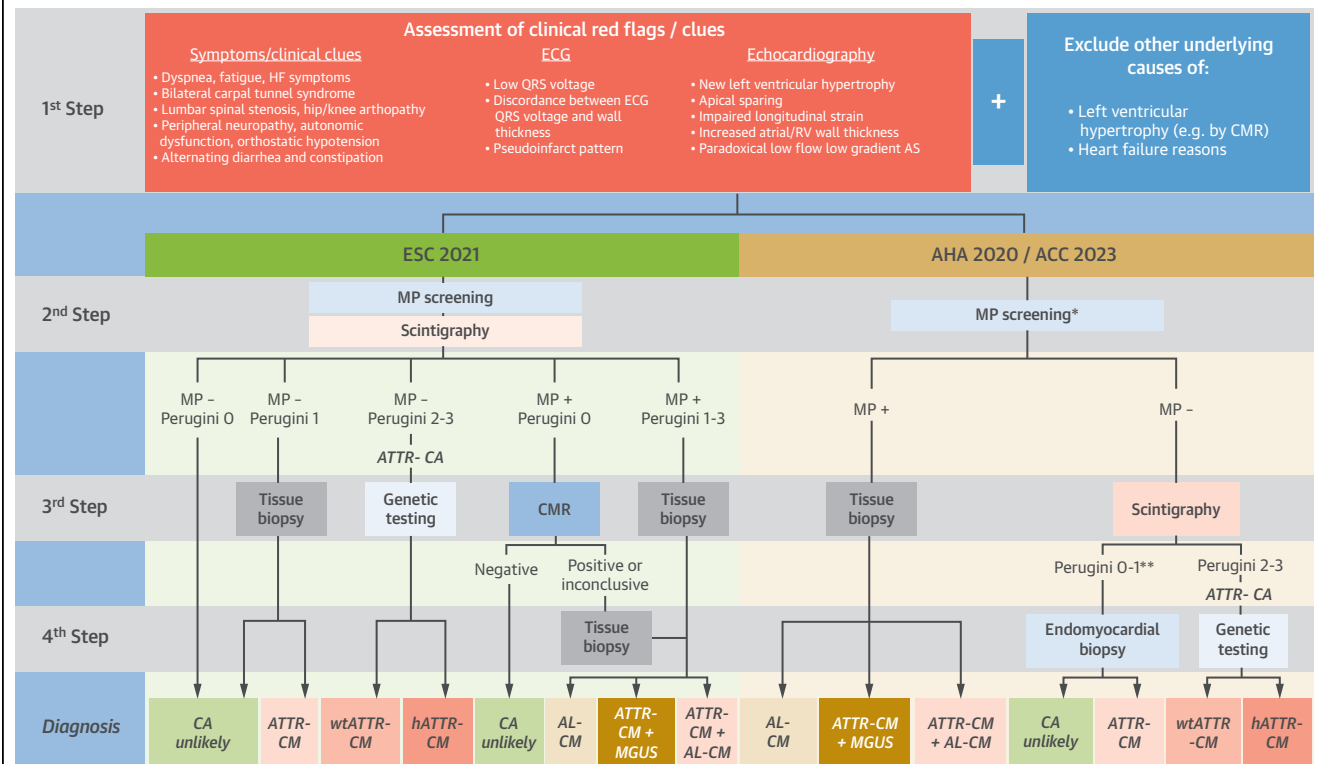 Assessment of clinical red flags / clues
Symptoms/clinical clues
• Dyspnea, fatigue, HF symptoms
• Bilateral carpal tunnel syndrome
• Lumbar spinal stenosis, hip/knee arthopathy
• Peripheral neuropathy, autonomic
dysfunction, orthostatic hypotension
• Alternating diarrhea and constipation
ECG
• Low QRS voltage
• Discordance between ECG
QRS voltage and wall
thickness
• Pseudoinfarct pattern
Echocardiography
• New left ventricular hypertrophy
• Apical sparing
• Impaired longitudinal strain
• Increased atrial/RV wall thickness
• Paradoxical low flow low gradient AS
+
Exclude other underlying
causes of:
• Left ventricular
hypertrophy (e.g. by CMR)
• Heart failure reasons
1st Step
ESC 2021
AHA 2020 / ACC 2023
2nd Step
MP screening
Scintigraphy
MP screening*
MP –
Perugini 0
MP –
Perugini 1
MP –
Perugini 2-3
ATTR- CA
MP +
Perugini 0
MP +
Perugini 1-3
MP +
MP –
3rd Step
Tissue
biopsy
Genetic
testing
CMR
Tissue
biopsy
Tissue
biopsy
Scintigraphy
Negative
Positive or
inconclusive
Perugini 0-1**
Perugini 2-3
ATTR- CA
4th Step
Tissue
biopsy
Endomyocardial
biopsy
Genetic
testing
Diagnosis
CA
unlikely
ATTR-
CM
wtATTR-
CM
hATTR-
CM
CA
unlikely
AL-
CM
ATTR-
CM +
MGUS
ATTR-
CM +
AL-CM
AL-
CM
ATTR-CM
+ MGUS
ATTR-CM
+ AL-CM
CA
unlikely
ATTR-
CM
wtATTR
-CM
hATTR-
CM